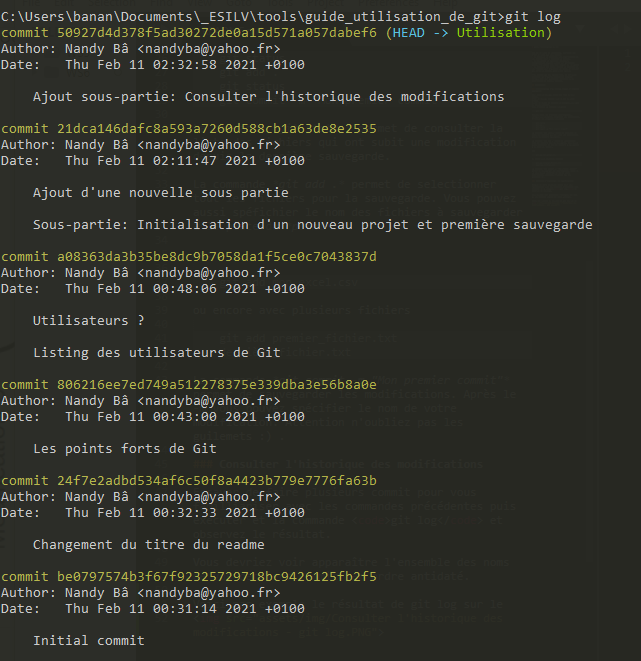 C:\Users\banan\Documents\_ESILV\tools\guide_utilisation_de_git>git log
commit 50927d4d378f5ad30272de0a15d571a057dabef6 (HEAD -> Utilisation)
Author: Nandy Bâ <nandyba@yahoo.fr>
Date:   Thu Feb 11 02:32:58 2021 +0100
Ajout sous-partie: Consulter l'historique des modifications
commit 21dca146dafc8a593a7260d588cb1a63de8e2535
Author: Nandy Bâ <nandyba@yahoo.fr>
Date:   Thu Feb 11 02:11:47 2021 +0100
Ajout d'une nouvelle sous partie
Sous-partie: Initialisation d'un nouveau projet et première sauvegarde
commit a08363da3b35be8dc9b7058da1f5ce0c7043837d
Author: Nandy Bâ <nandyba@yahoo.fr>
Date:   Thu Feb 11 00:48:06 2021 +0100
Utilisateurs ?
Listing des utilisateurs de Git
commit 806216ee7ed749a512278375e339dba3e56b8a0e
Author: Nandy Bâ <nandyba@yahoo.fr>
Date:   Thu Feb 11 00:43:00 2021 +0100
Les points forts de Git
commit 24f7e2adbd534af6c50f8a4423b779e7776fa63b
Author: Nandy Bâ <nandyba@yahoo.fr>
Date:   Thu Feb 11 00:32:33 2021 +0100
Changement du titre du readme
commit be0797574b3f67f92325729718bc9426125fb2f5
Author: Nandy Bâ <nandyba@yahoo.fr>
Date:   Thu Feb 11 00:31:14 2021 +0100
Initial commit